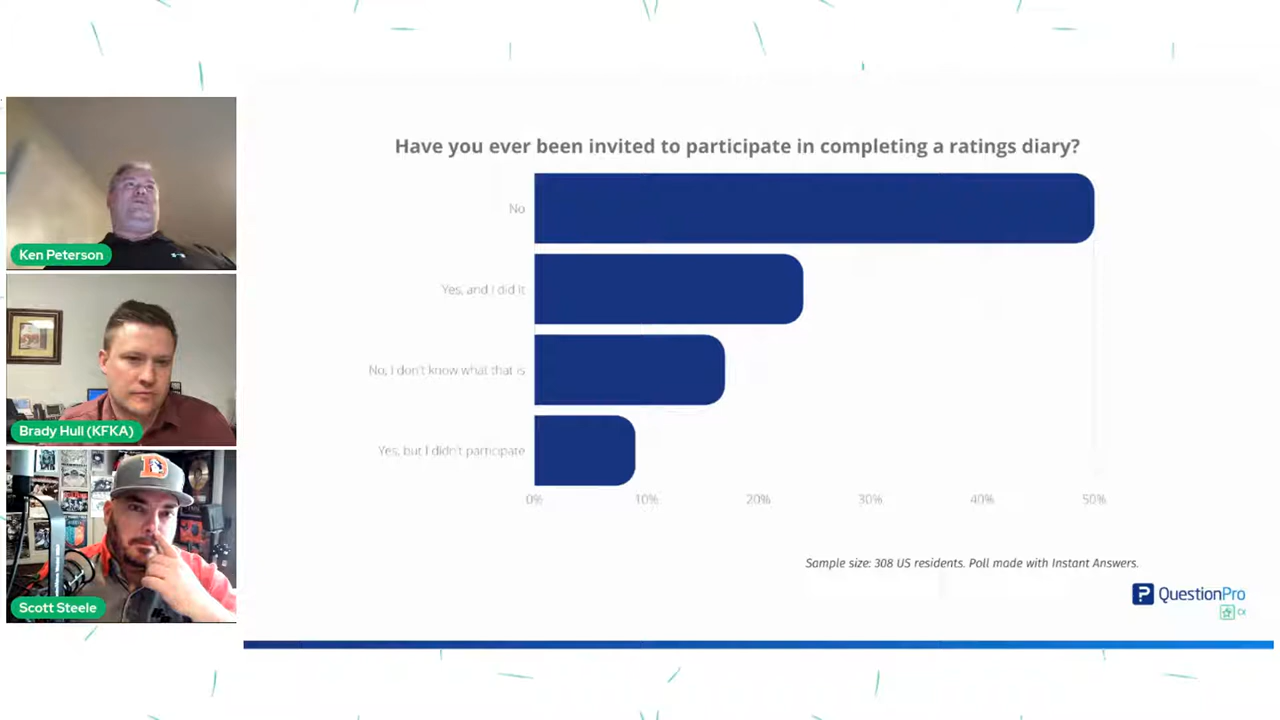 Have you ever been invited to participate in completing a ratings diary?
No
Yes, and I did it
No, I don't know what that is
Yes, but I didn't participate
0% 10% 20% 30% 40% 50%
Sample size: 308 US residents. Poll made with Instant Answers.
QuestionPro
CX
Ken Peterson
Brady Hull (KFKA)
Scott Steele